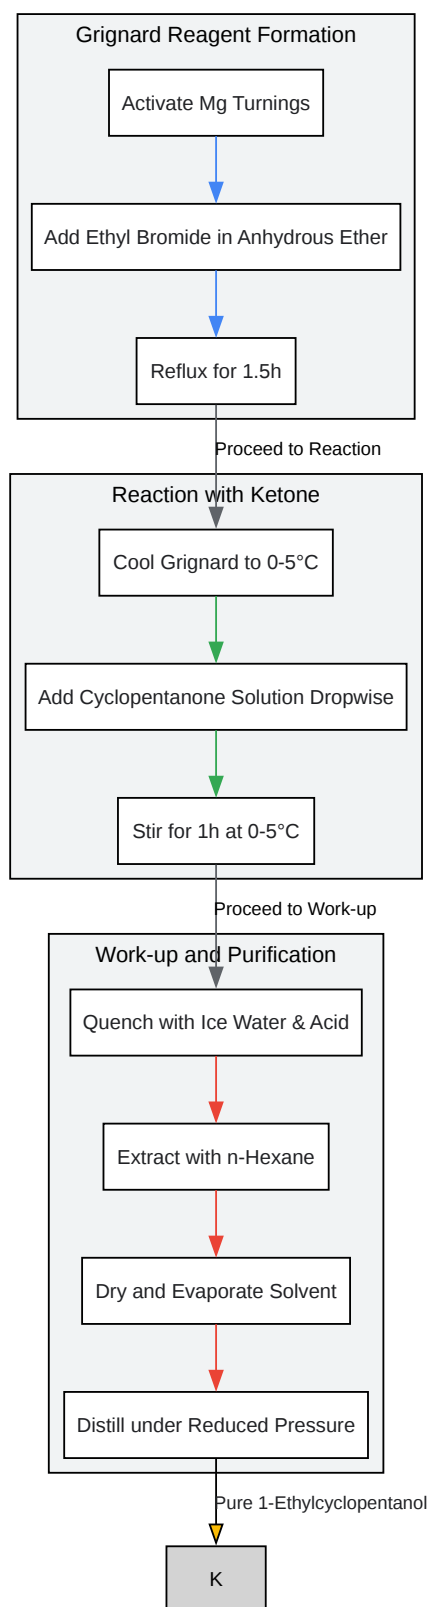 Grignard Reagent Formation
Activate Mg Turnings
Add Ethyl Bromide in Anhydrous Ether
Reflux for 1.5h
Proceed to Reaction
Reaction with Ketone
Cool Grignard to 0-5°C
Add Cyclopentanone Solution Dropwise
Stir for 1h at 0-5°C
Proceed to Work-up
Work-up and Purification
Quench with Ice Water & Acid
Extract with n-Hexane
Dry and Evaporate Solvent
Distill under Reduced Pressure
Pure 1-Ethylcyclopentanol
K